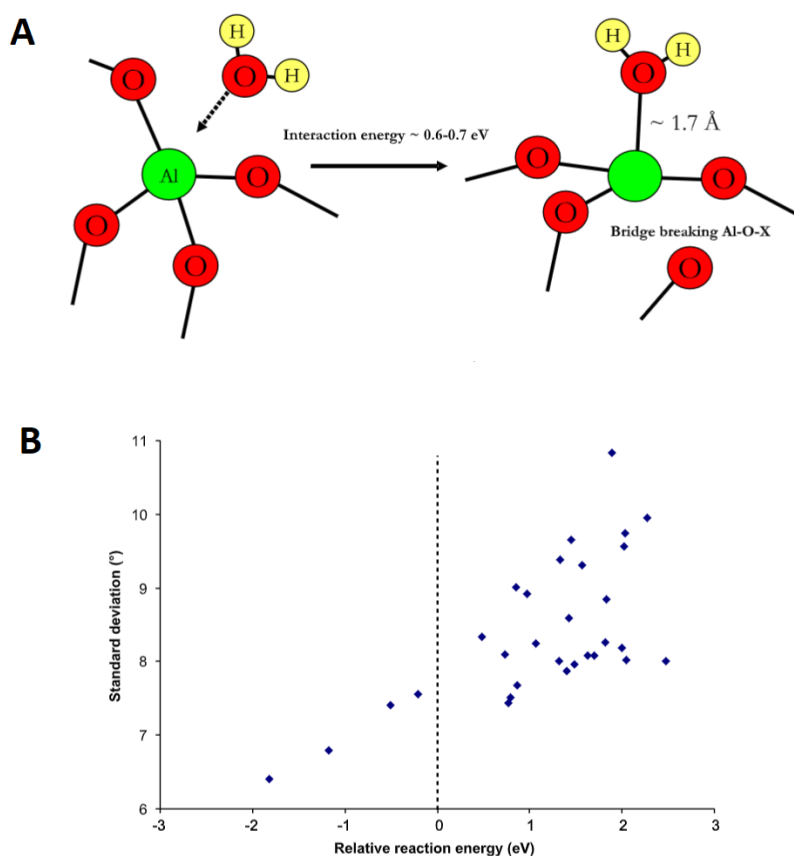 A
H
O
H
O
Al
O
O
O
Interaction energy ~ 0.6-0.7 eV
H
H
O
~ 1.7 Å
O
O
O
Bridge breaking Al-O-X
O
B
Standard deviation (°)
11
10
9
8
7
6
-3 -2 -1 0 1 2 3
Relative reaction energy (eV)